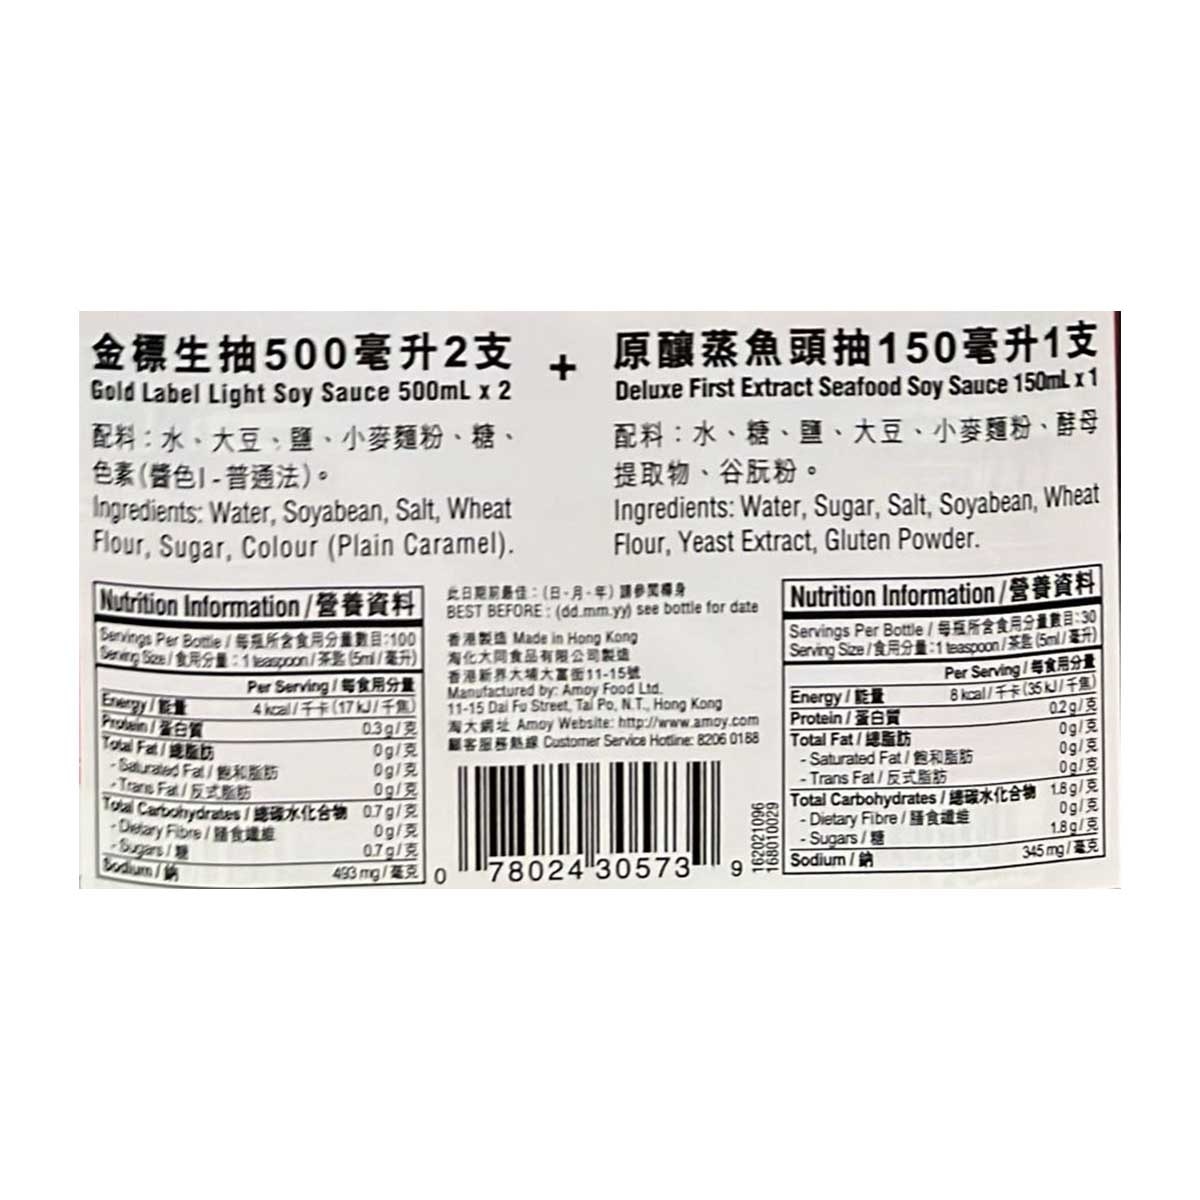 金標生抽500毫升2支
Gold Label Light Soy Sauce 500mL x 2
配料：水、大豆、鹽、小麥麵粉、糖、
色素(醬色I-普通法)。
Ingredients: Water, Soyabean, Salt, Wheat
Flour, Sugar, Colour (Plain Caramel).
+
原釀蒸魚頭抽150毫升1支
Deluxe First Extract Seafood Soy Sauce 150mL x 1
配料：水、糖、鹽、大豆、小麥麵粉、酵母
提取物、谷朊粉。
Ingredients: Water, Sugar, Salt, Soyabean, Wheat
Flour, Yeast Extract, Gluten Powder.
Nutrition Information/營養資料
Servings Per Bottle/每瓶所含食用分量數目:100
Serving Size/食用分量:1 teaspoon/茶匙(5ml/毫升)
Per Serving/每食用分量
Energy/能量 4 kcal/千卡(17 kJ/千焦)
Protein/蛋白質 0.3g/克
Total Fat/總脂肪 0g/克
- Saturated Fat/飽和脂肪 0g/克
- Trans Fat/反式脂肪 0g/克
Total Carbohydrates/總碳水化合物 0.7g/克
- Dietary Fibre/膳食纖維 0g/克
- Sugars/糖 0.7g/克
Sodium/鈉 493mg/毫克
此日期前最佳：(日-月-年)請參閱樽身
BEST BEFORE: (dd.mm.yy) see bottle for date
香港製造 Made in Hong Kong
淘化大同食品有限公司製造
香港新界大埔大富街11-15號
Manufactured by: Amoy Food Ltd.
11-15 Dai Fu Street, Tai Po, N.T., Hong Kong
淘大網址 Amoy Website: http://www.amoy.com
顧客服務熱線 Customer Service Hotline: 8206 0188
0 78024 30573 9
162021096
168010029
Nutrition Information/營養資料
Servings Per Bottle/每瓶所含食用分量數目:30
Serving Size/食用分量:1 teaspoon/茶匙(5ml/毫升)
Per Serving/每食用分量
Energy/能量 8 kcal/千卡(35 kJ/千焦)
Protein/蛋白質 0.2g/克
Total Fat/總脂肪 0g/克
- Saturated Fat/飽和脂肪 0g/克
- Trans Fat/反式脂肪 0g/克
Total Carbohydrates/總碳水化合物 1.8g/克
- Dietary Fibre/膳食纖維 0g/克
- Sugars/糖 1.8g/克
Sodium/鈉 345mg/毫克